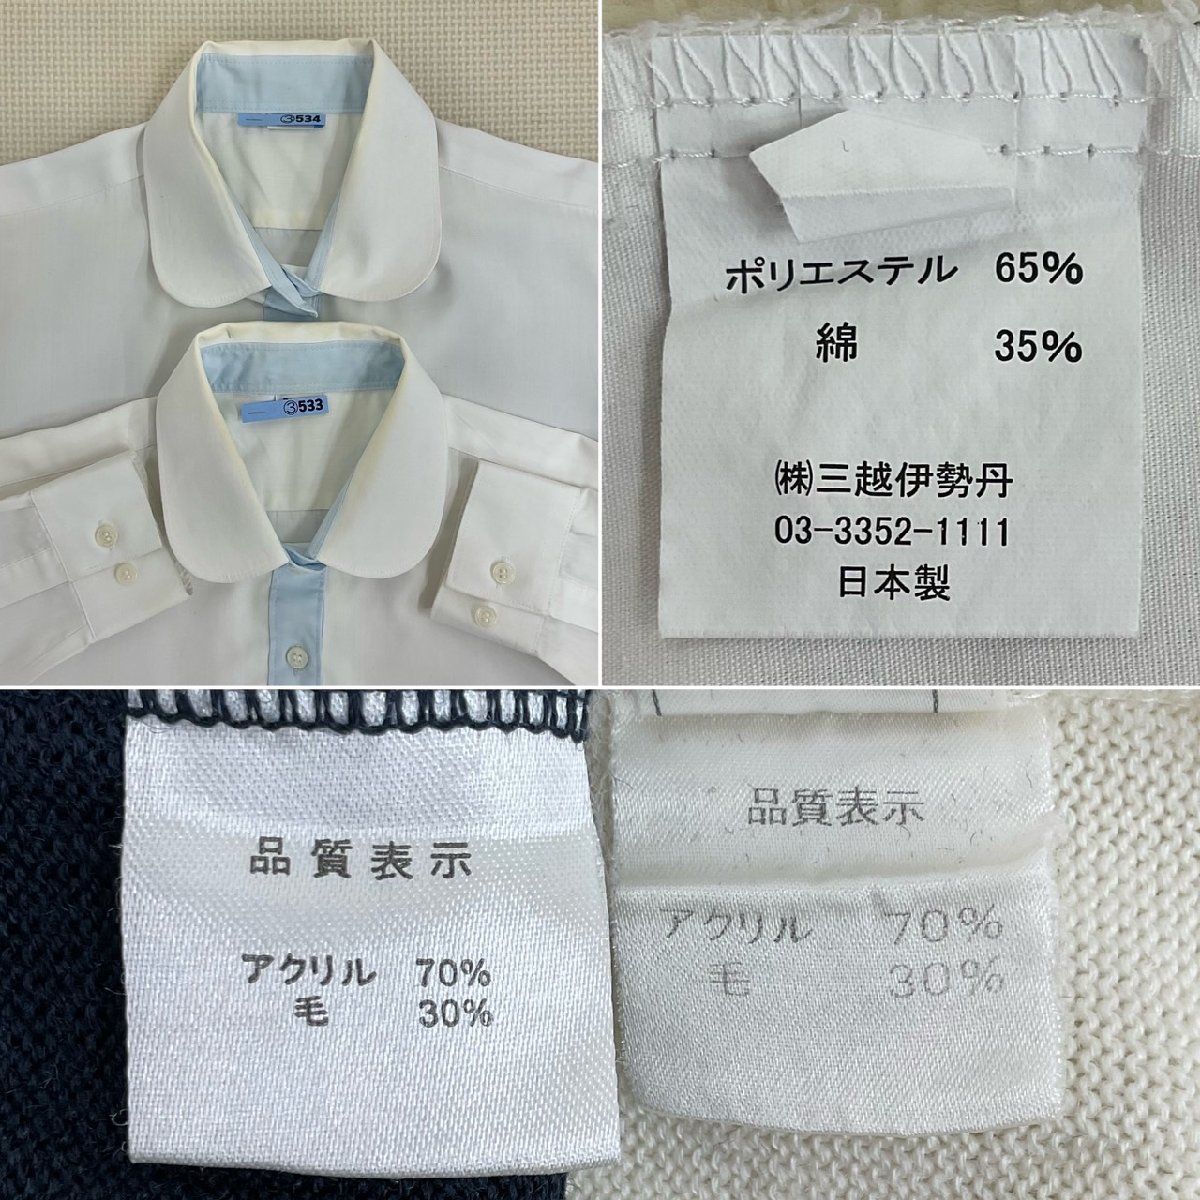 ③534
③533
ポリエステル 65%
綿 35%
㈱三越伊勢丹
03-3352-1111
日本製
品質表示
アクリル 70%
毛 30%
品質表示
アクリル 70%
毛 30%